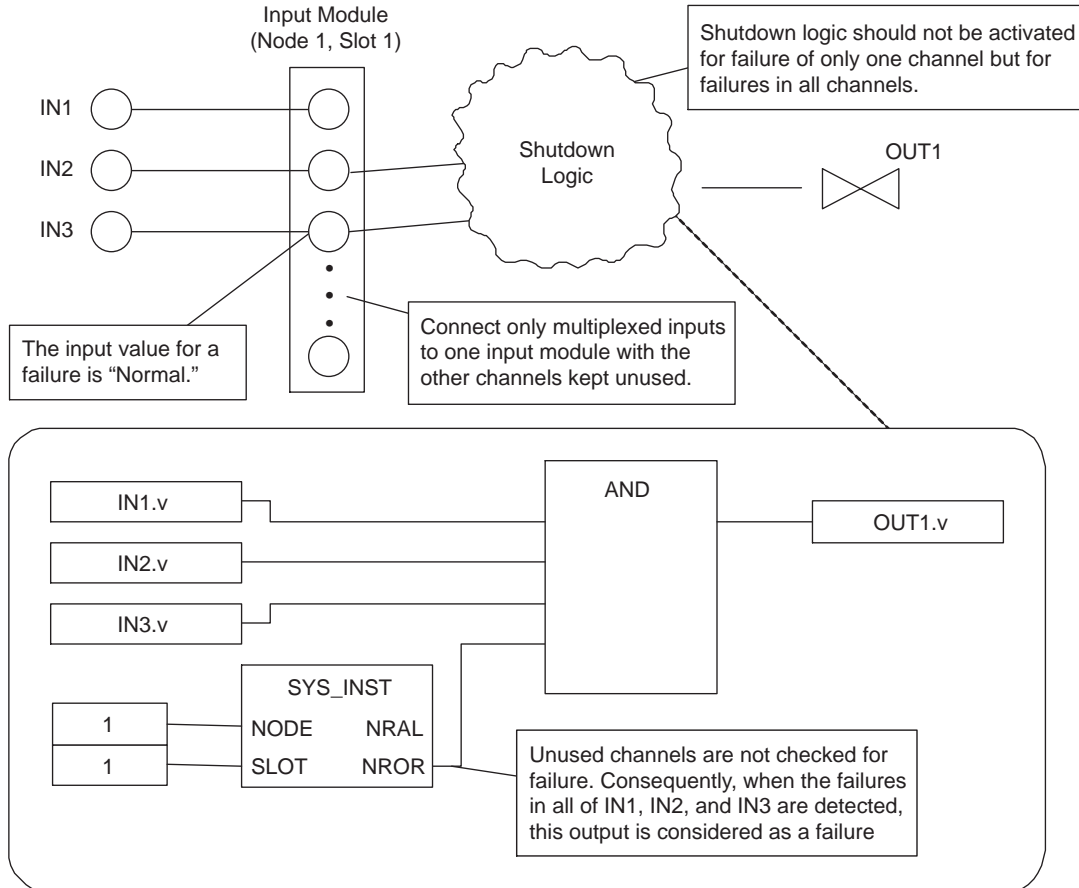 Input Module
(Node 1, Slot 1)
Shutdown logic should not be activated
for failure of only one channel but for
failures in all channels.
IN1
IN2
IN3
Shutdown
Logic
OUT1
The input value for a
failure is “Normal.”
Connect only multiplexed inputs
to one input module with the
other channels kept unused.
IN1.v
IN2.v
IN3.v
AND
OUT1.v
SYS_INST
1
NODE NRAL
1
SLOT NROR
Unused channels are not checked for
failure. Consequently, when the failures
in all of IN1, IN2, and IN3 are detected,
this output is considered as a failure